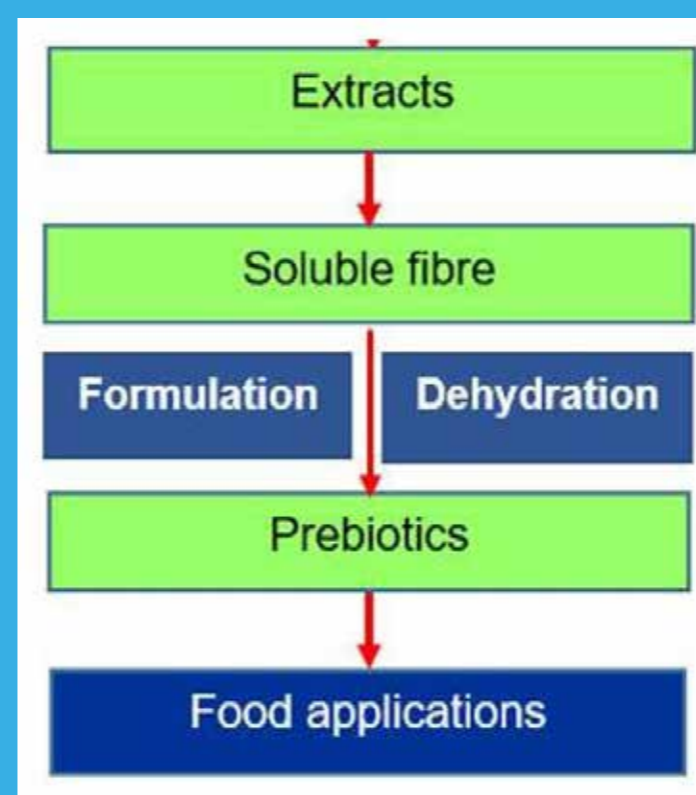 Extracts
Soluble fibre
Formulation Dehydration
Prebiotics
Food applications